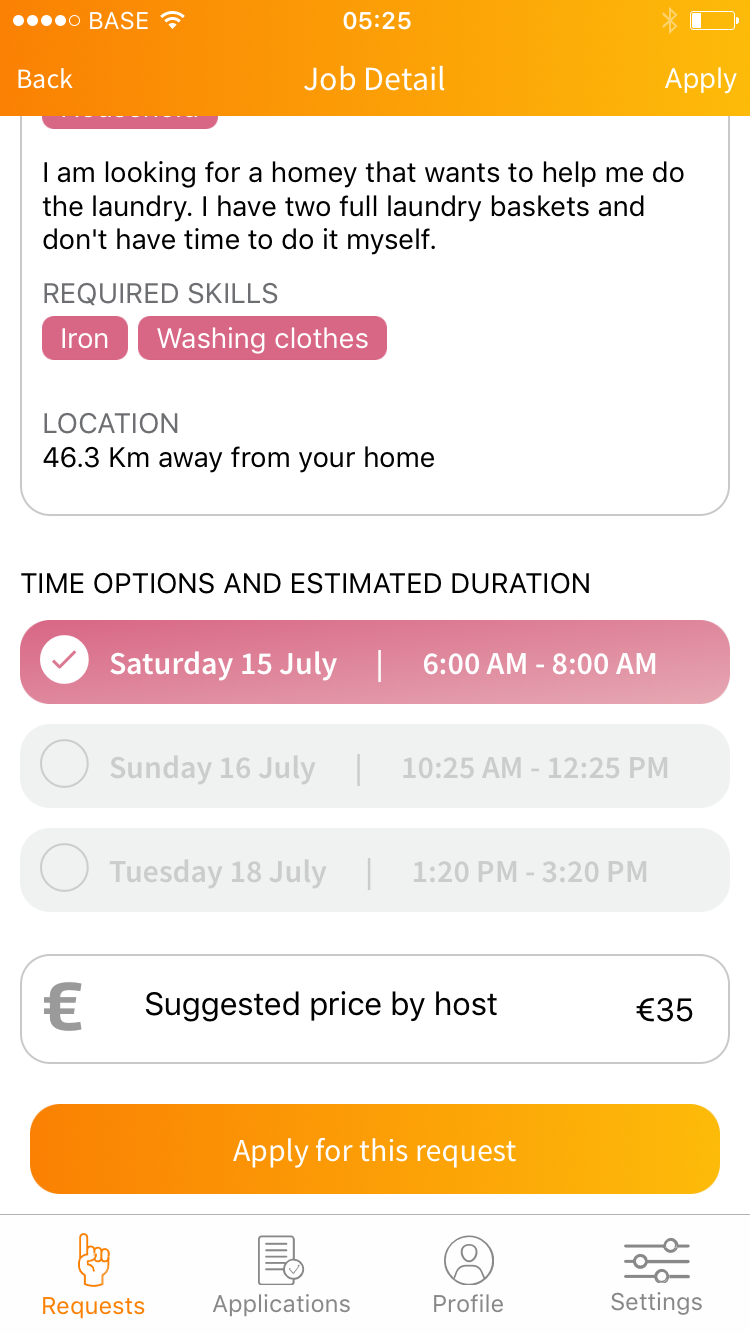 BASE 05:25
Back Job Detail Apply
I am looking for a homey that wants to help me do
the laundry. I have two full laundry baskets and
don't have time to do it myself.
REQUIRED SKILLS
Iron Washing clothes
LOCATION
46.3 Km away from your home
TIME OPTIONS AND ESTIMATED DURATION
Saturday 15 July | 6:00 AM - 8:00 AM
Sunday 16 July | 10:25 AM - 12:25 PM
Tuesday 18 July | 1:20 PM - 3:20 PM
€ Suggested price by host €35
Apply for this request
Requests Applications Profile Settings